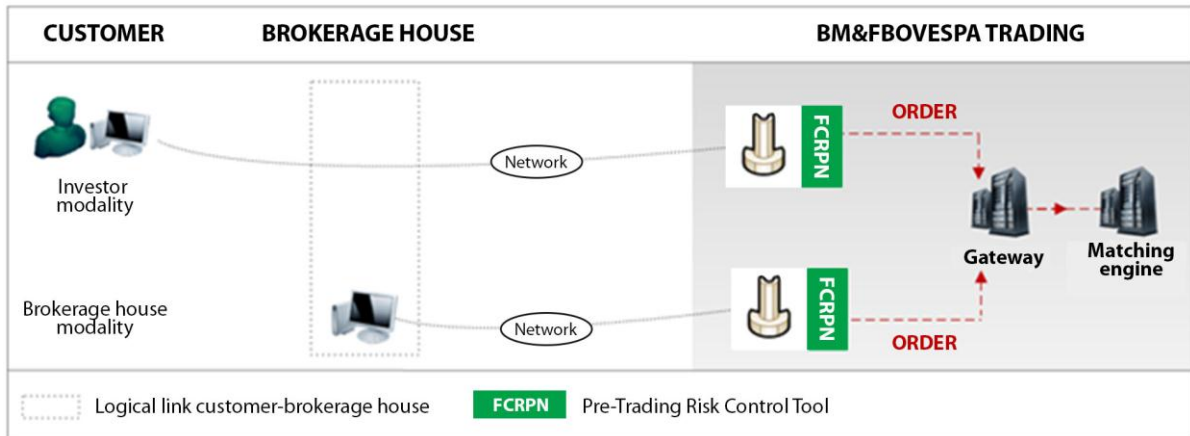 CUSTOMER
BROKERAGE HOUSE
BM&FBOVESPA TRADING
Investor
modality
Network
FCRPN
ORDER
Gateway
Matching
engine
Brokerage house
modality
Network
FCRPN
ORDER
Logical link customer-brokerage house
FCRPN
Pre-Trading Risk Control Tool